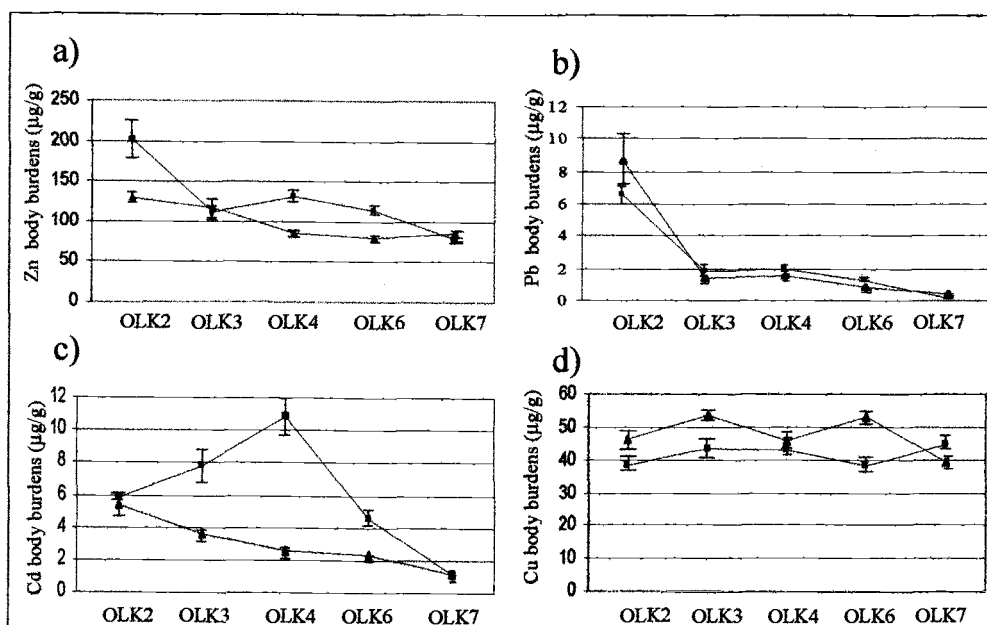 a)
Zn body burdens (µg/g)
250
200
150
100
50
0
OLK2 OLK3 OLK4 OLK6 OLK7
b)
Pb body burdens (µg/g)
12
10
8
6
4
2
0
OLK2 OLK3 OLK4 OLK6 OLK7
c)
Cd body burdens (µg/g)
12
10
8
6
4
2
0
OLK2 OLK3 OLK4 OLK6 OLK7
d)
Cu body burdens (µg/g)
60
50
40
30
20
10
0
OLK2 OLK3 OLK4 OLK6 OLK7